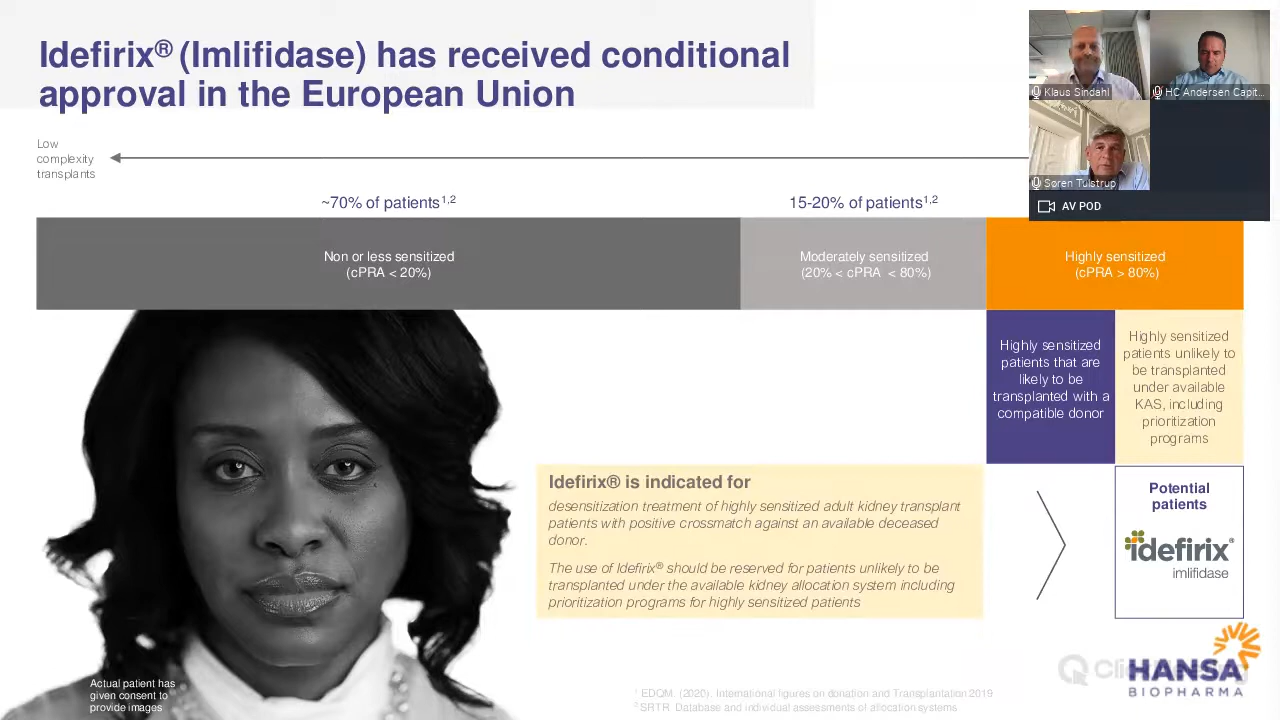 Idefirix® (Imlifidase) has received conditional
approval in the European Union
Low
complexity
transplants
~70% of patients1,2
15-20% of patients1,2
Non or less sensitized
(cPRA < 20%)
Moderately sensitized
(20% < cPRA < 80%)
Highly sensitized
(cPRA > 80%)
Highly sensitized
patients that are
likely to be
transplanted with a
compatible donor
Highly sensitized
patients unlikely to
be transplanted
under available
KAS, including
prioritization
programs
Idefirix® is indicated for
desensitization treatment of highly sensitized adult kidney transplant
patients with positive crossmatch against an available deceased
donor.
The use of Idefirix® should be reserved for patients unlikely to be
transplanted under the available kidney allocation system including
prioritization programs for highly sensitized patients
Potential
patients
idefirix®
imlifidase
Actual patient has
given consent to
provide images
1 EDQM. (2020). International figures on donation and Transplantation 2019
2 SRTR Database and individual assessments of allocation systems
HANSA
BIOPHARMA
Klaus Sindahl
HC Andersen Capit...
Søren Tulstrup
AV POD